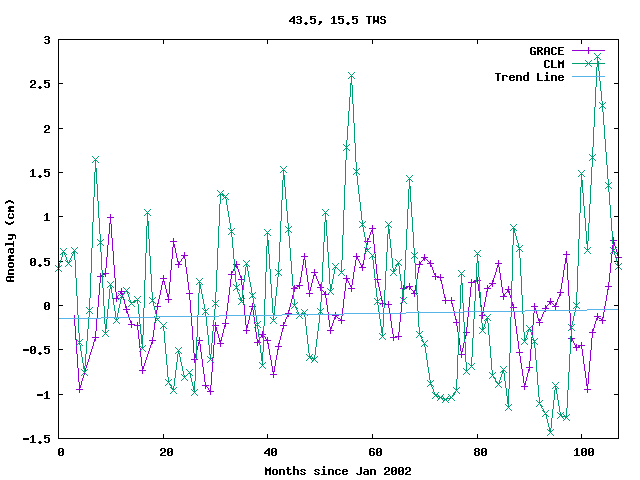 43.5, 15.5 TWS
GRACE
CLM
Trend Line
3
2.5
2
1.5
1
0.5
0
-0.5
-1
-1.5
Anomaly (cm)
0 20 40 60 80 100
Months since Jan 2002